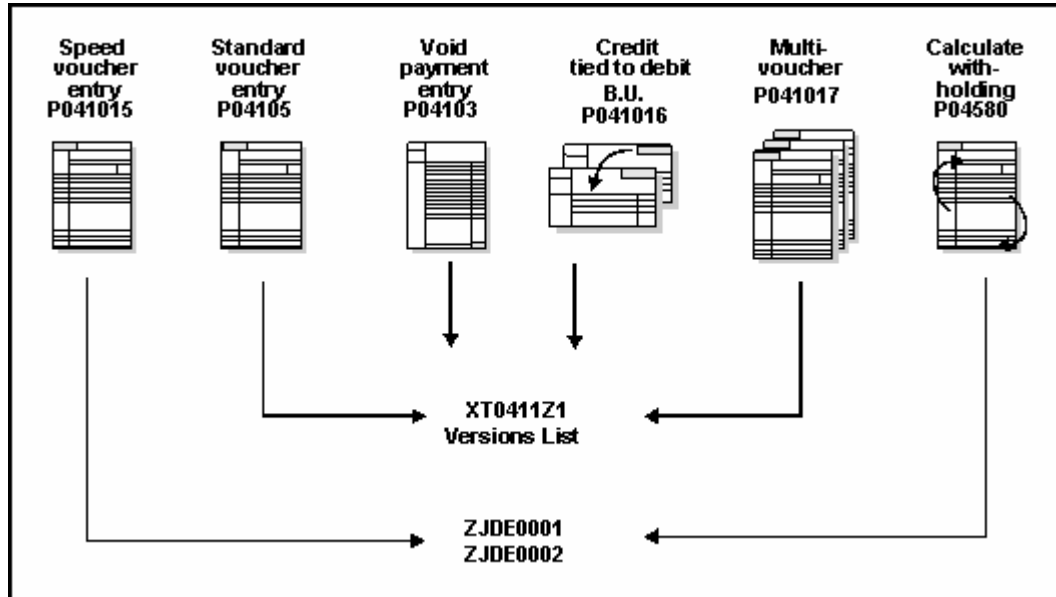 Speed
voucher
entry
P041015
Standard
voucher
entry
P04105
Void
payment
entry
P04103
Credit
tied to debit
B.U.
P041016
Multi-
voucher
P041017
Calculate
with-
holding
P04580
XT0411Z1
Versions List
ZJDE0001
ZJDE0002